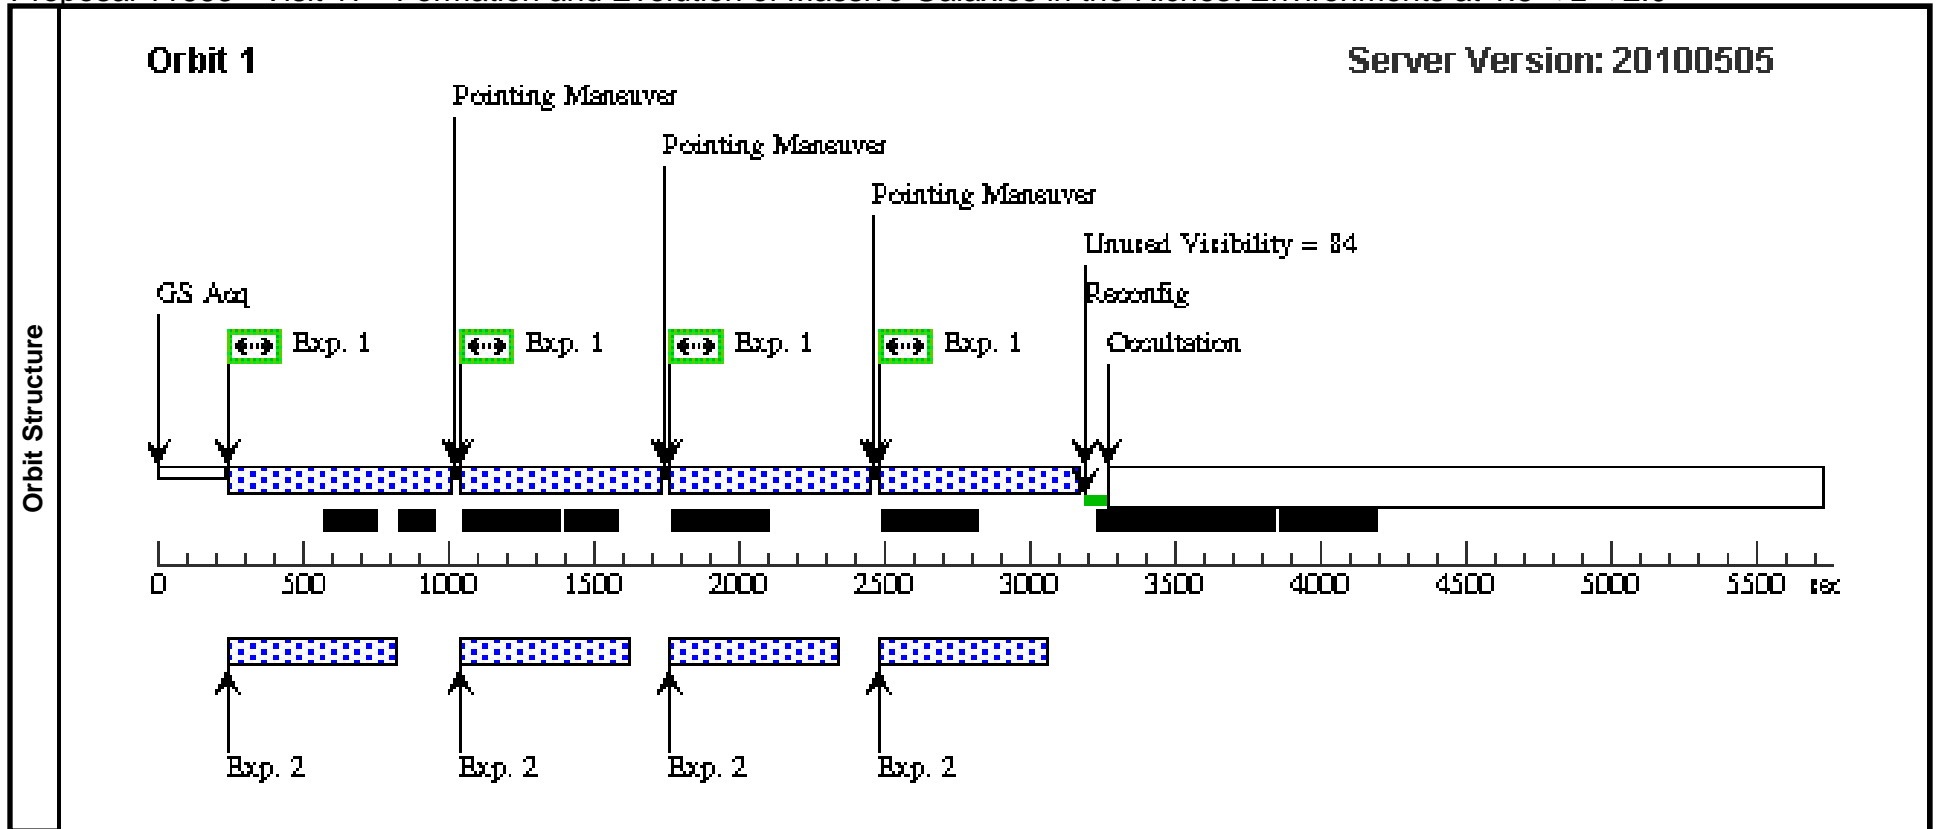 Orbit Structure
Orbit 1
Server Version: 20100505
Pointing Maneuver
Pointing Maneuver
Pointing Maneuver
Unused Visibility = 84
GS Acq
Reconfig
Exp. 1
Exp. 1
Exp. 1
Exp. 1
Occultation
0 500 1000 1500 2000 2500 3000 3500 4000 4500 5000 5500 sec
Exp. 2
Exp. 2
Exp. 2
Exp. 2